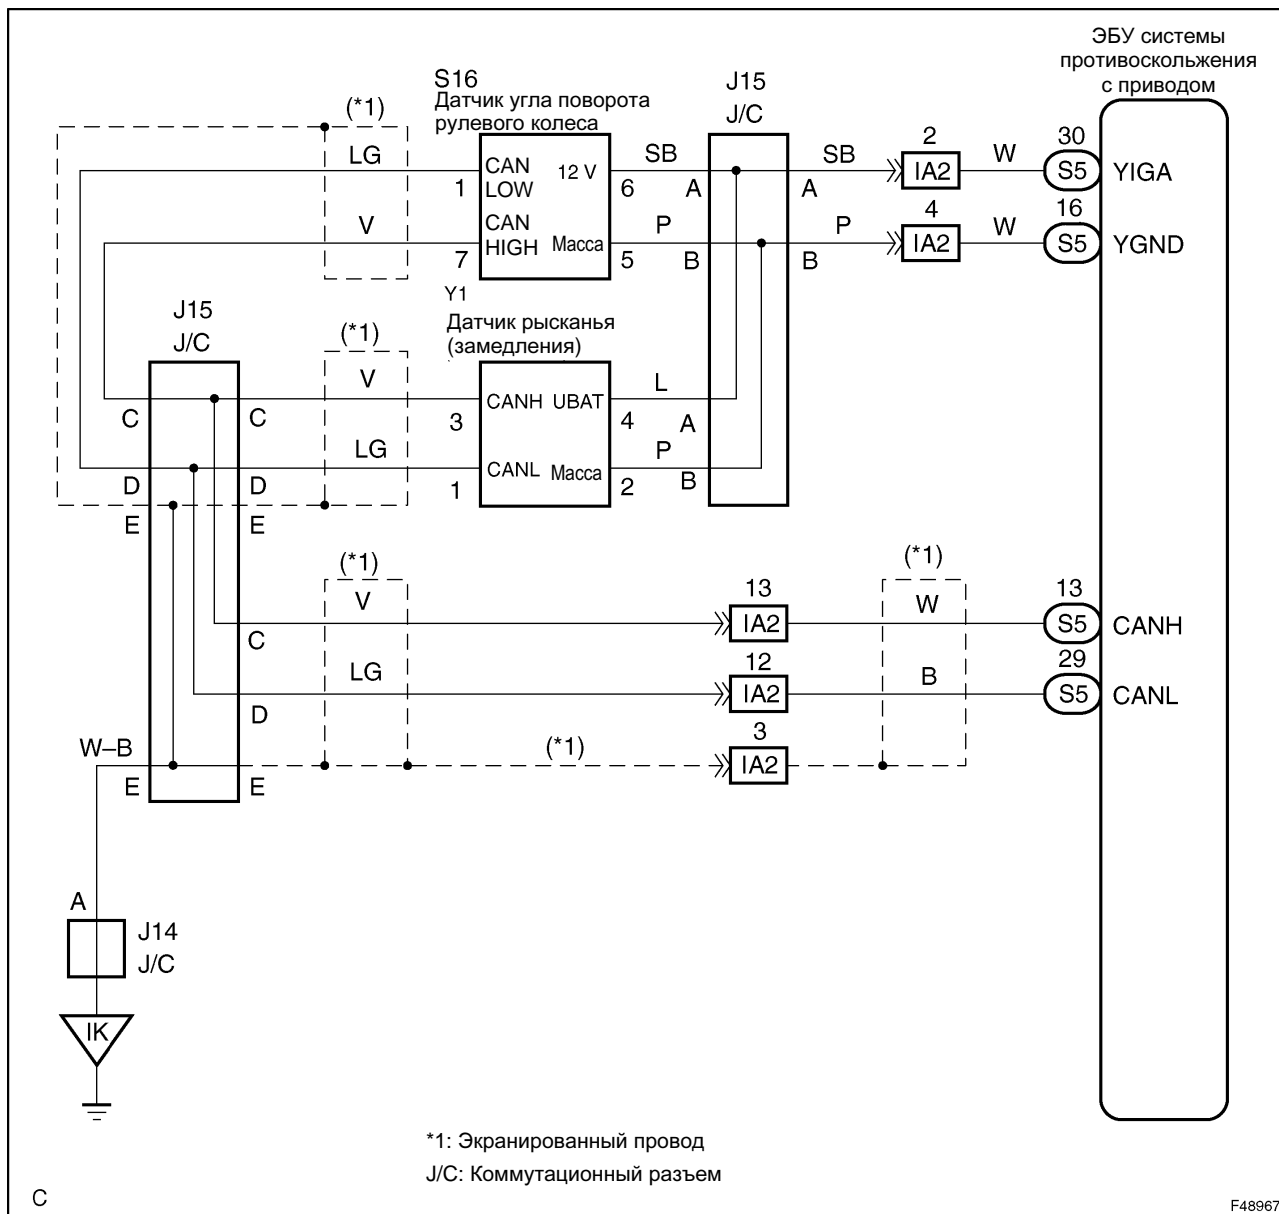 ЭБУ системы
противоскольжения
с приводом
S16
Датчик угла поворота
рулевого колеса
J15
J/C
(*1)
LG
CAN
LOW
12 V
1
6
SB
A
SB
A
2
IA2
W
30
S5
YIGA
V
CAN
HIGH
Масса
7
5
P
B
P
B
4
IA2
W
16
S5
YGND
Y1
Датчик рысканья
(замедления)
J15
J/C
(*1)
V
C
C
CANH
UBAT
3
4
L
A
LG
D
D
CANL
Масса
1
2
P
B
E
E
(*1)
V
C
13
IA2
(*1)
W
13
S5
CANH
LG
D
12
IA2
B
29
S5
CANL
W–B
E
E
(*1)
3
IA2
A
J14
J/C
IK
*1: Экранированный провод
J/C: Коммутационный разъем
C
F48967